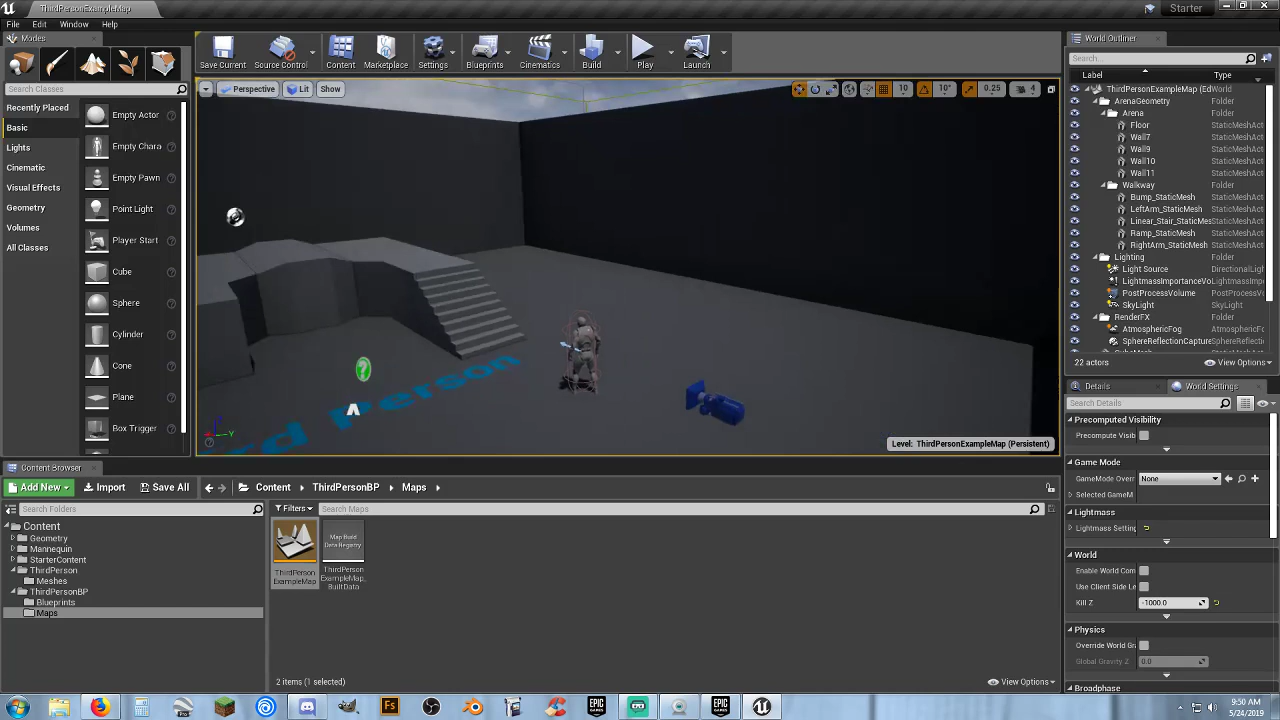 ThirdPersonExampleMap
Starter
File Edit Window Help
Modes
Search Classes
Recently Placed
Basic
Lights
Cinematic
Visual Effects
Geometry
Volumes
All Classes
Empty Actor
Empty Chara
Empty Pawn
Point Light
Player Start
Cube
Sphere
Cylinder
Cone
Plane
Box Trigger
Save Current
Source Control
Content
Marketplace
Settings
Blueprints
Cinematics
Build
Play
Launch
Perspective
Lit
Show
10
10°
0.25
4
rd Person
Level: ThirdPersonExampleMap (Persistent)
World Outliner
Search...
Label Type
ThirdPersonExampleMap (Ed World
ArenaGeometry Folder
Arena Folder
Floor StaticMeshAct
Wall7 StaticMeshAct
Wall9 StaticMeshAct
Wall10 StaticMeshAct
Wall11 StaticMeshAct
Walkway Folder
Bump_StaticMesh StaticMeshAct
LeftArm_StaticMesh StaticMeshAct
Linear_Stair_StaticMesh StaticMeshAct
Ramp_StaticMesh StaticMeshAct
RightArm_StaticMesh StaticMeshAct
Lighting Folder
Light Source DirectionalLigh
LightmassImportanceVo LightmassImp
PostProcessVolume PostProcessVo
SkyLight SkyLight
RenderFX Folder
AtmosphericFog AtmosphericFo
SphereReflectionCapture SphereReflect
22 actors
View Options
Details
World Settings
Search Details
Precomputed Visibility
Precompute Visib
Game Mode
GameMode Overr None
Selected GameM
Lightmass
Lightmass Setting
World
Enable World Com
Use Client Side Le
Kill Z -1000.0
Physics
Override World Gra
Global Gravity Z 0.0
Broadphase
Content Browser
Add New
Import
Save All
Content
ThirdPersonBP
Maps
Search Folders
Filters
Search Maps
Content
Geometry
Mannequin
StarterContent
ThirdPerson
Meshes
ThirdPersonBP
Blueprints
Maps
ThirdPerson
ExampleMap
Map Build
Data Registry
ThirdPerson
ExampleMap_
BuiltData
2 items (1 selected)
View Options
9:50 AM
5/24/2019